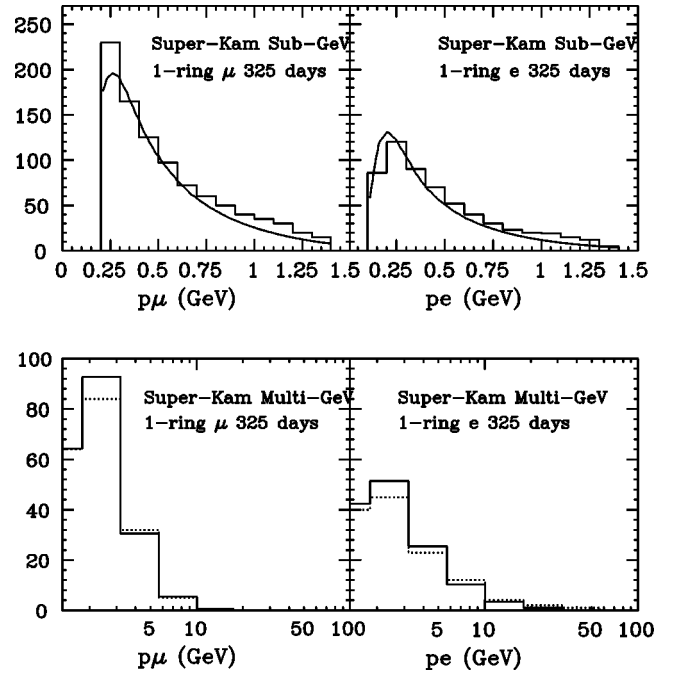 250
200
150
100
50
0
Super-Kam Sub-GeV
1-ring μ 325 days
Super-Kam Sub-GeV
1-ring e 325 days
0 0.25 0.5 0.75 1 1.25 1.5 0.25 0.5 0.75 1 1.25 1.5
pμ (GeV) pe (GeV)
100
80
60
40
20
0
Super-Kam Multi-GeV
1-ring μ 325 days
Super-Kam Multi-GeV
1-ring e 325 days
5 10 50 100 5 10 50 100
pμ (GeV) pe (GeV)